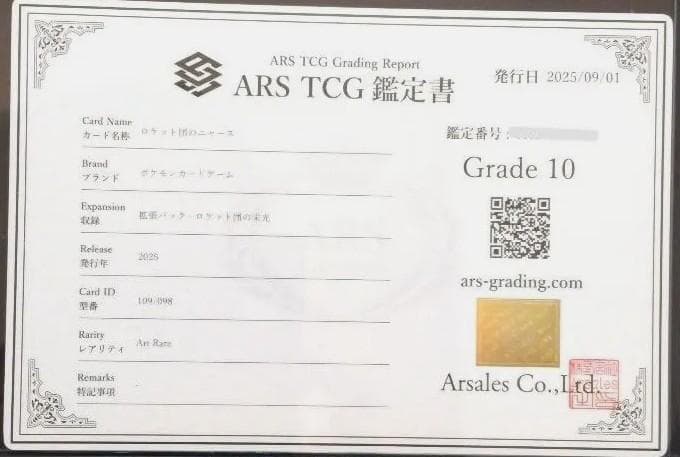 ARS TCG Grading Report
ARS TCG 鑑定書
発行日 2025/09/01
Card Name
カード名称 ロケット団のニャース
Brand
ブランド ポケモンカードゲーム
Expansion
収録 拡張パック ロケット団の栄光
Release
発行年 2025
Card ID
型番 109/098
Rarity
レアリティ Art Rare
Remarks
特記事項 -
鑑定番号 :
Grade 10
ars-grading.com
Arsales Co.,Ltd.